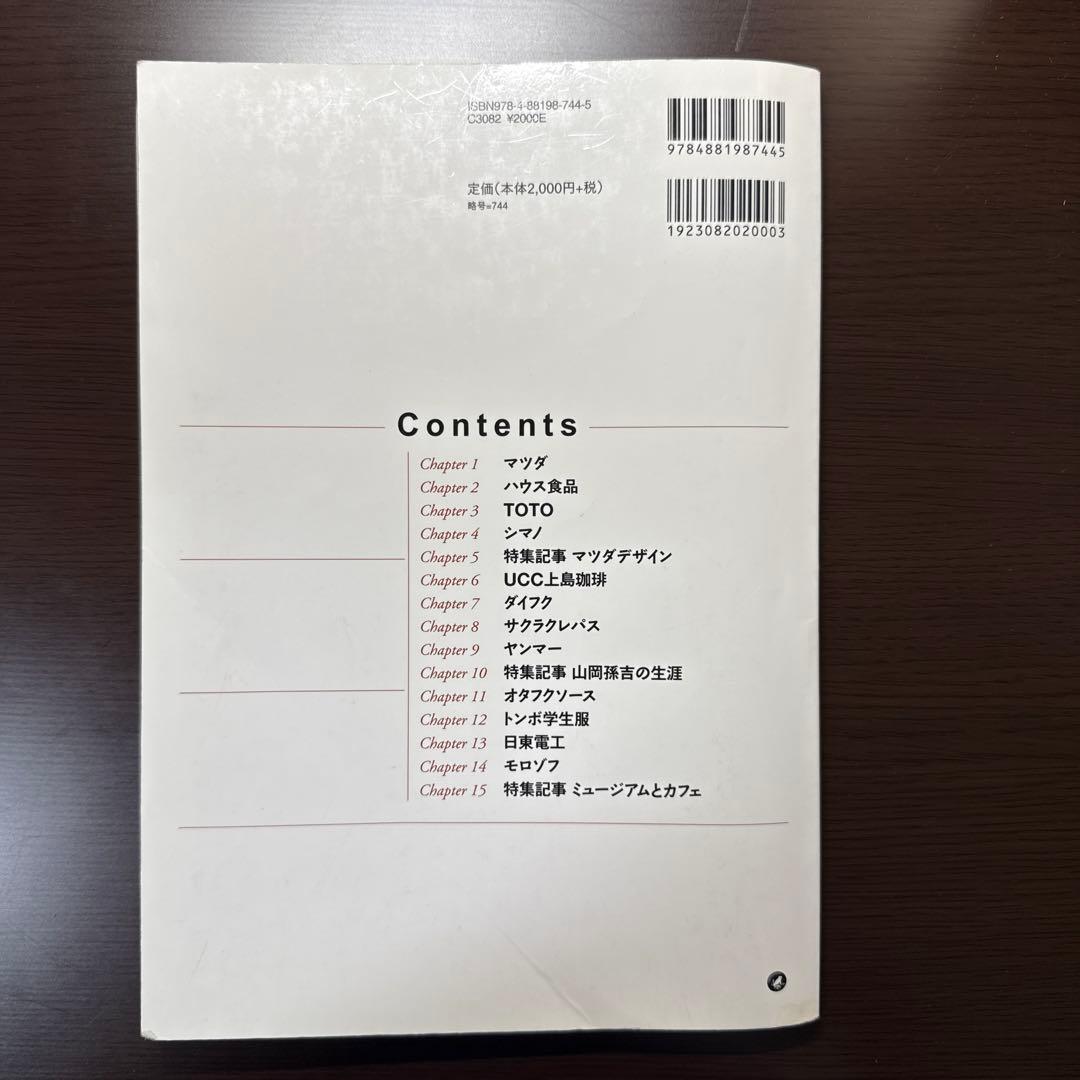 ISBN978-4-88198-744-5
C3082 ¥2000E
9784881987445
定価(本体2,000円+税)
略号=744
1923082020003
Contents
Chapter 1 マツダ
Chapter 2 ハウス食品
Chapter 3 TOTO
Chapter 4 シマノ
Chapter 5 特集記事 マツダデザイン
Chapter 6 UCC上島珈琲
Chapter 7 ダイフク
Chapter 8 サクラクレパス
Chapter 9 ヤンマー
Chapter 10 特集記事 山岡孫吉の生涯
Chapter 11 オタフクソース
Chapter 12 トンボ学生服
Chapter 13 日東電工
Chapter 14 モロゾフ
Chapter 15 特集記事 ミュージアムとカフェ